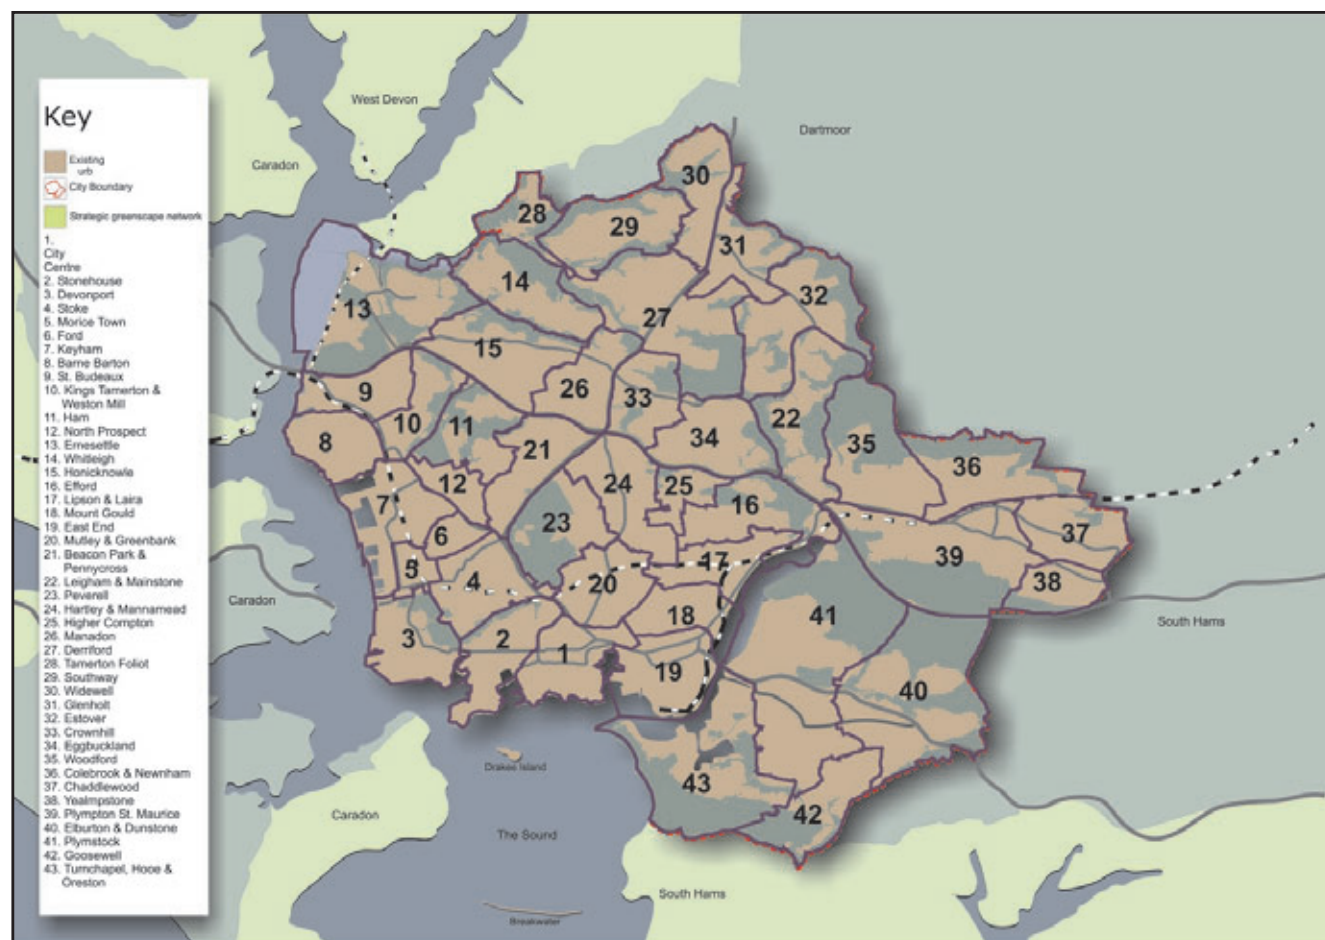 Key
Existing
urb
City Boundary
Strategic greenscape network
1.
City
Centre
2. Stonehouse
3. Devonport
4. Stoke
5. Morice Town
6. Ford
7. Keyham
8. Barne Barton
9. St. Budeaux
10. Kings Tamerton &
Weston Mill
11. Ham
12. North Prospect
13. Ernesettle
14. Whitleigh
15. Honicknowle
16. Efford
17. Lipson & Laira
18. Mount Gould
19. East End
20. Mutley & Greenbank
21. Beacon Park &
Pennycross
22. Leigham & Mainstone
23. Peverell
24. Hartley & Mannamead
25. Higher Compton
26. Manadon
27. Derriford
28. Tamerton Foliot
29. Southway
30. Widewell
31. Glenholt
32. Estover
33. Crownhill
34. Eggbuckland
35. Woodford
36. Colebrook & Newnham
37. Chaddlewood
38. Yealmpstone
39. Plympton St. Maurice
40. Elburton & Dunstone
41. Plymstock
42. Goosewell
43. Turnchapel, Hooe &
Oreston
West Devon
Dartmoor
Caradon
30
28
29
31
14
32
13
27
15
9
26
33
10
11
22
8
34
35
21
36
12
24
25
7
16
23
37
6
17
39
5
4
20
38
Caradon
18
41
South Hams
3
2
1
19
40
Drakes Island
43
Caradon
42
The Sound
South Hams
Breakwater